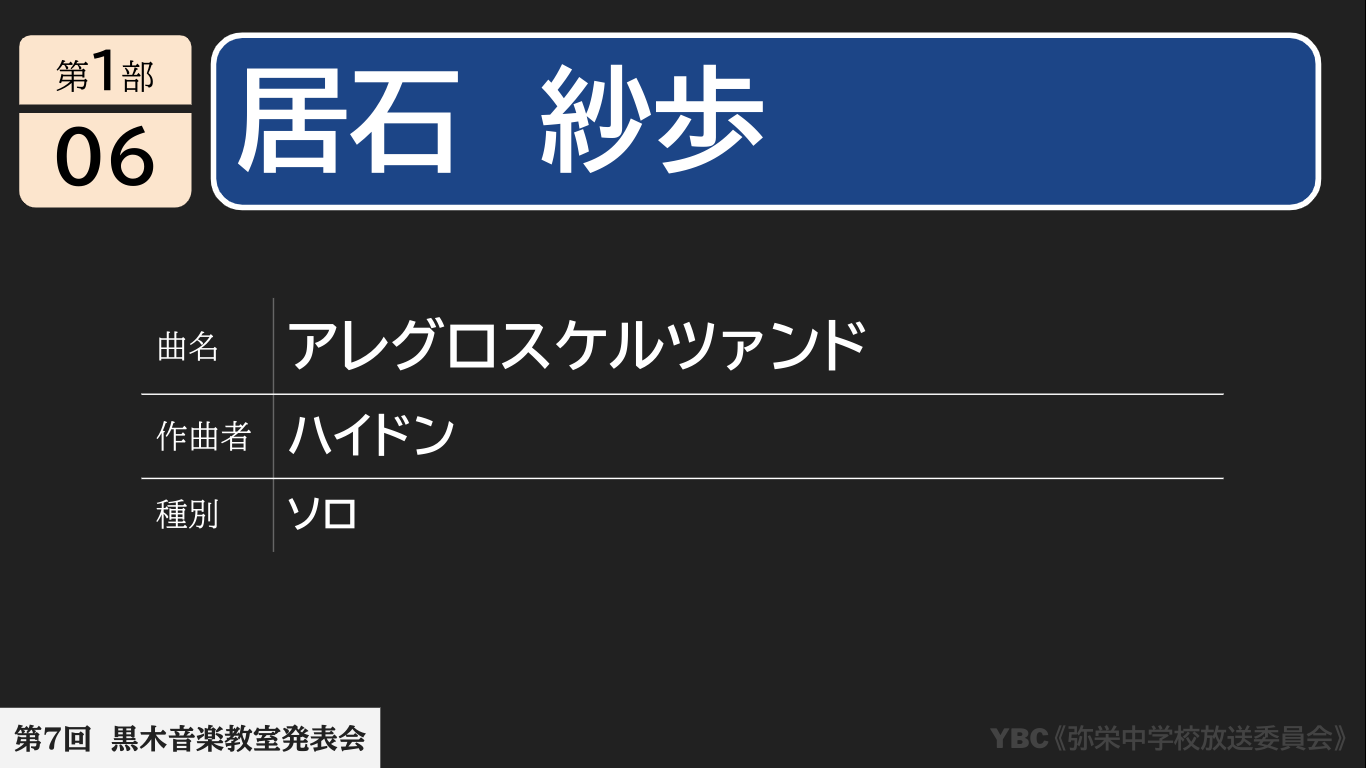 第1部
06
居石　紗歩
曲名 アレグロスケルツァンド
作曲者 ハイドン
種別 ソロ
第7回　黒木音楽教室発表会
YBC《弥栄中学校放送委員会》